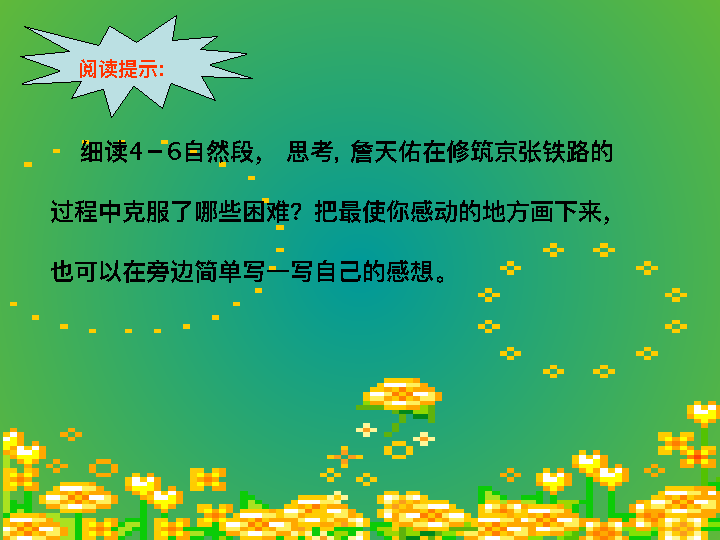 阅读提示:
细读4－6自然段， 思考，詹天佑在修筑京张铁路的
过程中克服了哪些困难？把最使你感动的地方画下来，
也可以在旁边简单写一写自己的感想。